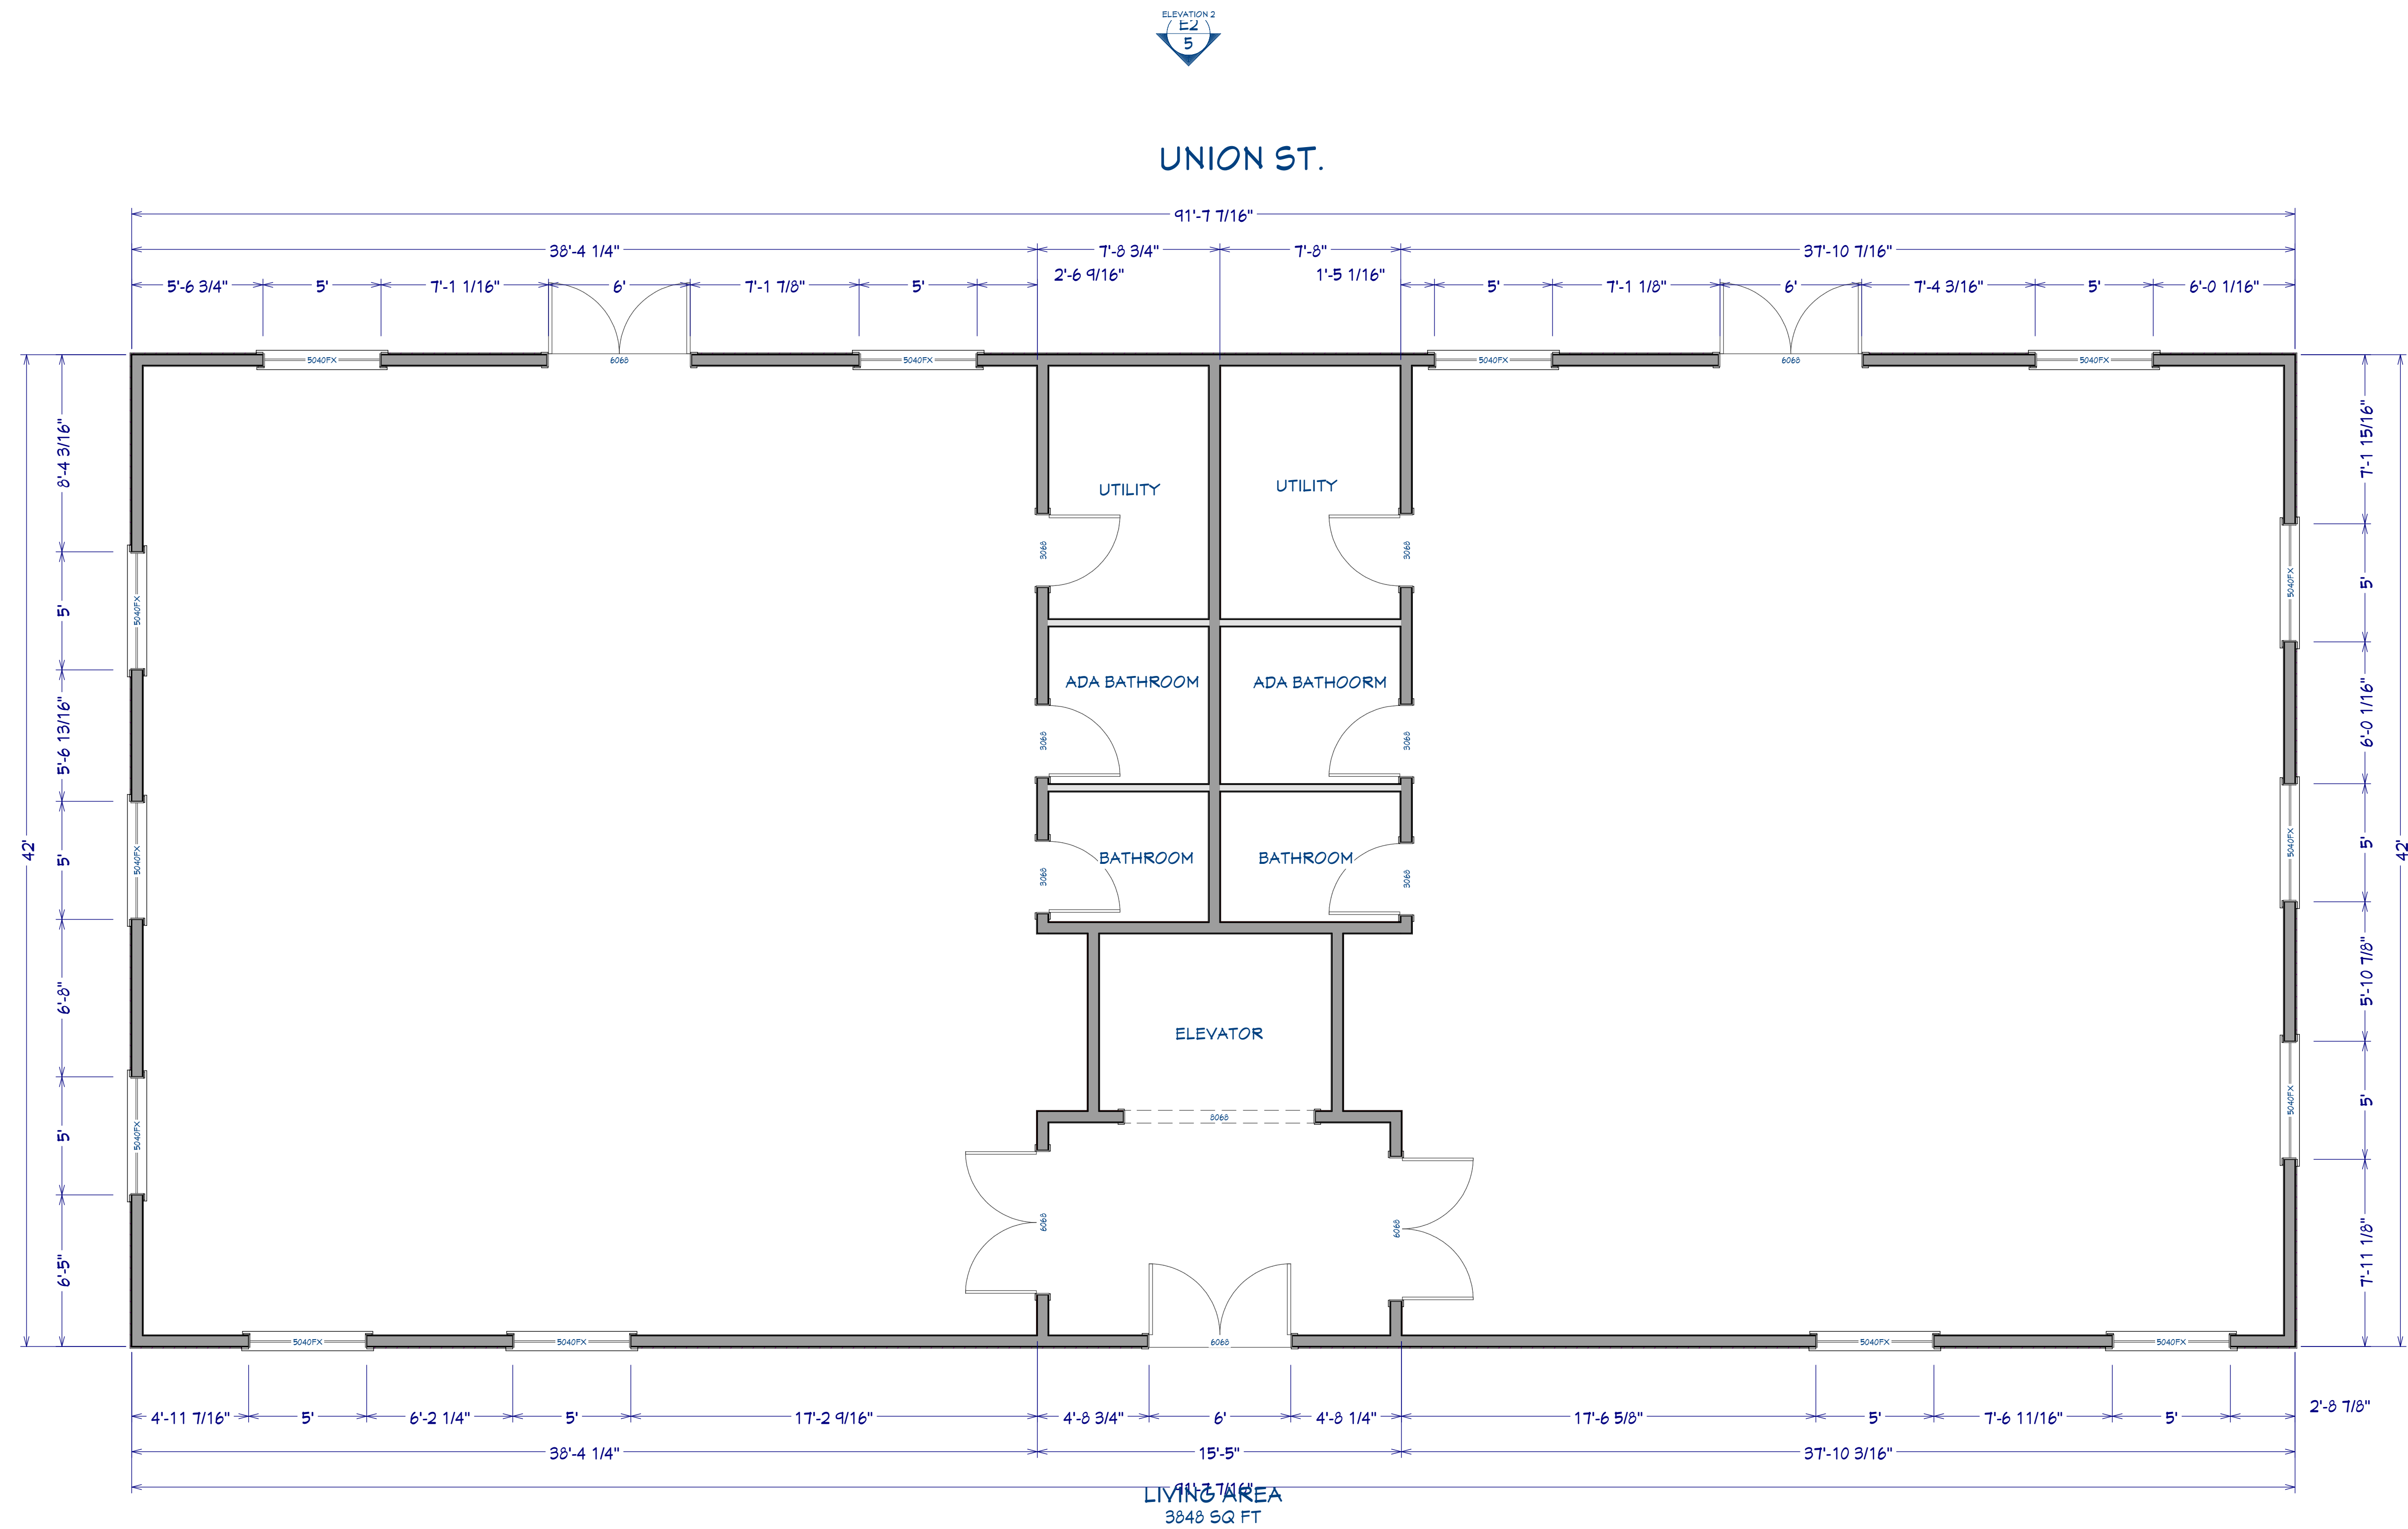 ELEVATION 2
E2
5
UNION ST.
91'-7 7/16"
38'-4 1/4" 7'-8 3/4" 7'-8" 37'-10 7/16"
2'-6 9/16" 1'-5 1/16"
5'-6 3/4" 5' 7'-1 1/16" 6' 7'-1 7/8" 5' 5' 7'-1 1/8" 6' 7'-4 3/16" 5' 6'-0 1/16"
5040FX 6068 5040FX 5040FX 6068 5040FX
8'-4 3/16"
5'
5'-6 13/16"
5'
6'-8"
5'
6'-5"
42'
5040FX
5040FX
5040FX
UTILITY UTILITY
3068 3068
ADA BATHROOM ADA BATHOORM
3068 3068
BATHROOM BATHROOM
3068 3068
ELEVATOR
8068
6068 6068
6068
7'-1 15/16"
5'
6'-0 1/16"
5'
5'-10 7/8"
5'
7'-11 1/8"
42'
5040FX
5040FX
5040FX
5040FX 5040FX 5040FX 5040FX
4'-11 7/16" 5' 6'-2 1/4" 5' 17'-2 9/16" 4'-8 3/4" 6' 4'-8 1/4" 17'-6 5/8" 5' 7'-6 11/16" 5' 2'-8 7/8"
38'-4 1/4" 15'-5" 37'-10 3/16"
91'-7 7/16"
LIVING AREA
3848 SQ FT